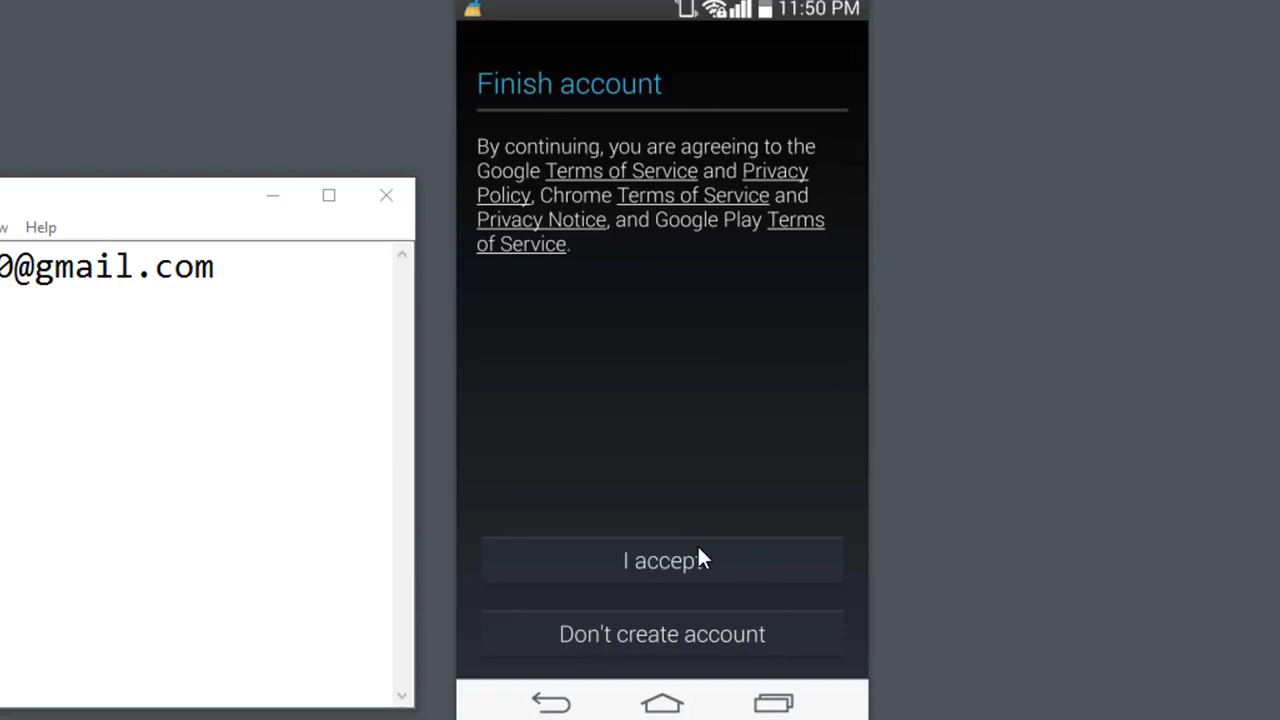 11:50 PM
Finish account
By continuing, you are agreeing to the
Google Terms of Service and Privacy
Policy, Chrome Terms of Service and
Privacy Notice, and Google Play Terms
of Service.
Help
0@gmail.com
I accept
Don't create account